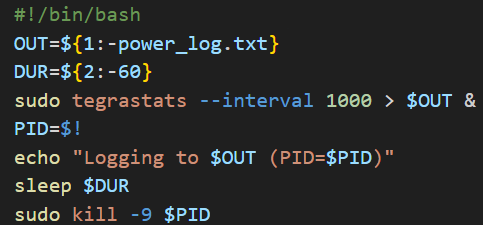 #!/bin/bash
OUT=${1:-power_log.txt}
DUR=${2:-60}
sudo tegrastats --interval 1000 > $OUT &
PID=$!
echo "Logging to $OUT (PID=$PID)"
sleep $DUR
sudo kill -9 $PID